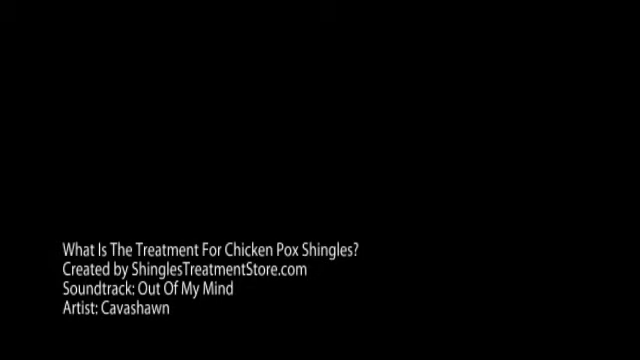 What Is The Treatment For Chicken Pox Shingles?
Created by ShinglesTreatmentStore.com
Soundtrack: Out Of My Mind
Artist: Cavashawn